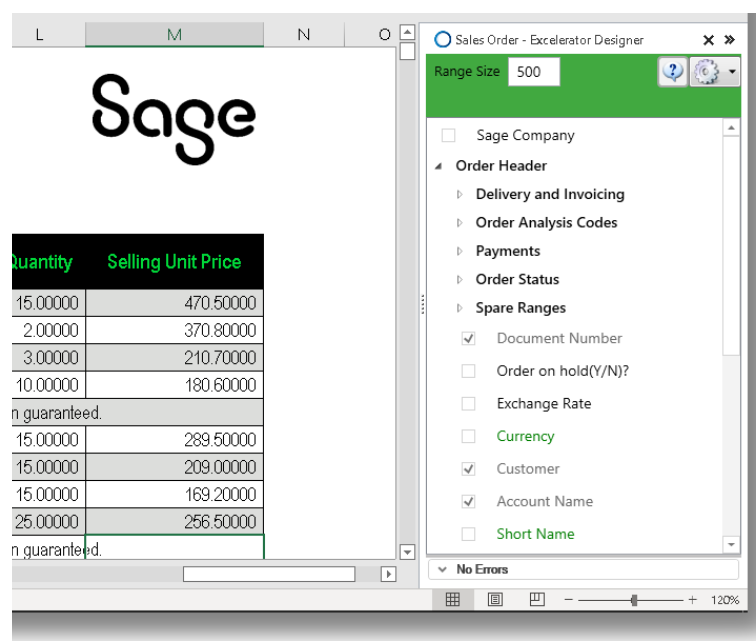 L M N O
Sage
Quantity Selling Unit Price
15.00000 470.50000
2.00000 370.80000
3.00000 210.70000
10.00000 180.60000
n guaranteed.
15.00000 289.50000
15.00000 209.00000
15.00000 169.20000
25.00000 256.50000
n guaranteed.
Sales Order - Excelerator Designer
Range Size 500
Sage Company
Order Header
Delivery and Invoicing
Order Analysis Codes
Payments
Order Status
Spare Ranges
Document Number
Order on hold(Y/N)?
Exchange Rate
Currency
Customer
Account Name
Short Name
No Errors
120%